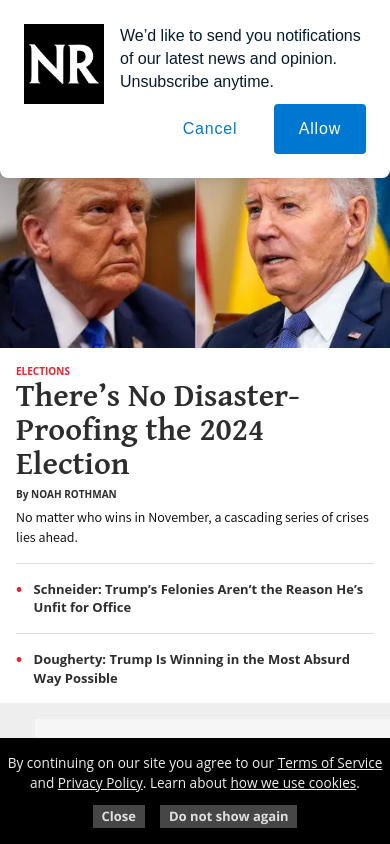 NR
We’d like to send you notifications
of our latest news and opinion.
Unsubscribe anytime.
Cancel
Allow
ELECTIONS
There’s No Disaster-
Proofing the 2024
Election
By NOAH ROTHMAN
No matter who wins in November, a cascading series of crises
lies ahead.
Schneider: Trump’s Felonies Aren’t the Reason He’s
Unfit for Office
Dougherty: Trump Is Winning in the Most Absurd
Way Possible
By continuing on our site you agree to our Terms of Service
and Privacy Policy. Learn about how we use cookies.
Close
Do not show again